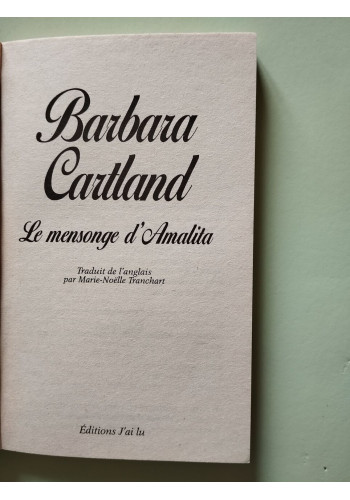 Barbara
Cartland
Le mensonge d'Amalita
Traduit de l'anglais
par Marie-Noëlle Tranchart
Éditions J'ai lu